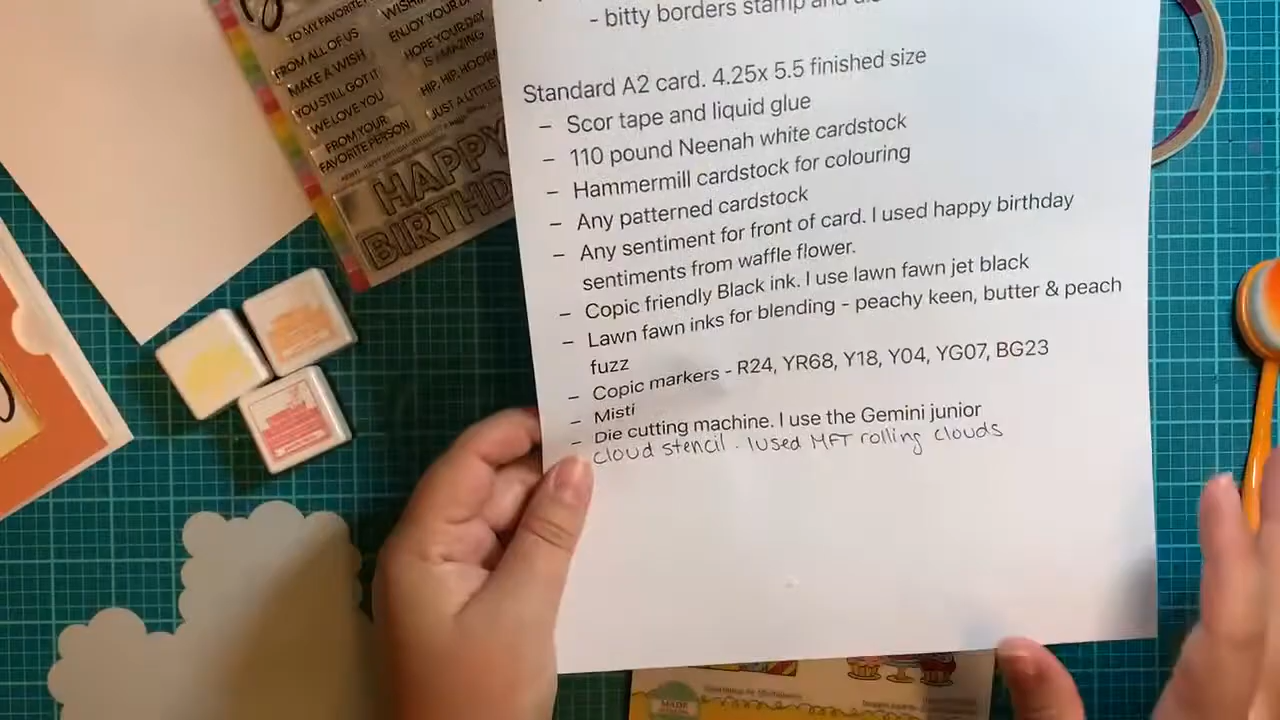 - bitty borders stamp and
Standard A2 card. 4.25x 5.5 finished size
- Scor tape and liquid glue
- 110 pound Neenah white cardstock
- Hammermill cardstock for colouring
- Any patterned cardstock
- Any sentiment for front of card. I used happy birthday
sentiments from waffle flower.
- Copic friendly Black ink. I use lawn fawn jet black
- Lawn fawn inks for blending - peachy keen, butter & peach
fuzz
- Copic markers - R24, YR68, Y18, Y04, YG07, BG23
- Misti
- Die cutting machine. I use the Gemini junior
- cloud stencil. I used MFT rolling clouds
TO MY FAVORITE
FROM ALL OF US
MAKE A WISH
YOU STILL GOT IT
WE LOVE YOU
FROM YOUR
FAVORITE PERSON
ENJOY YOUR
HOPE YOUR DAY
IS #AMAZING
HIP, HIP, HOORAY
JUST A LITTLE
HAPPY
BIRTHD
MADE